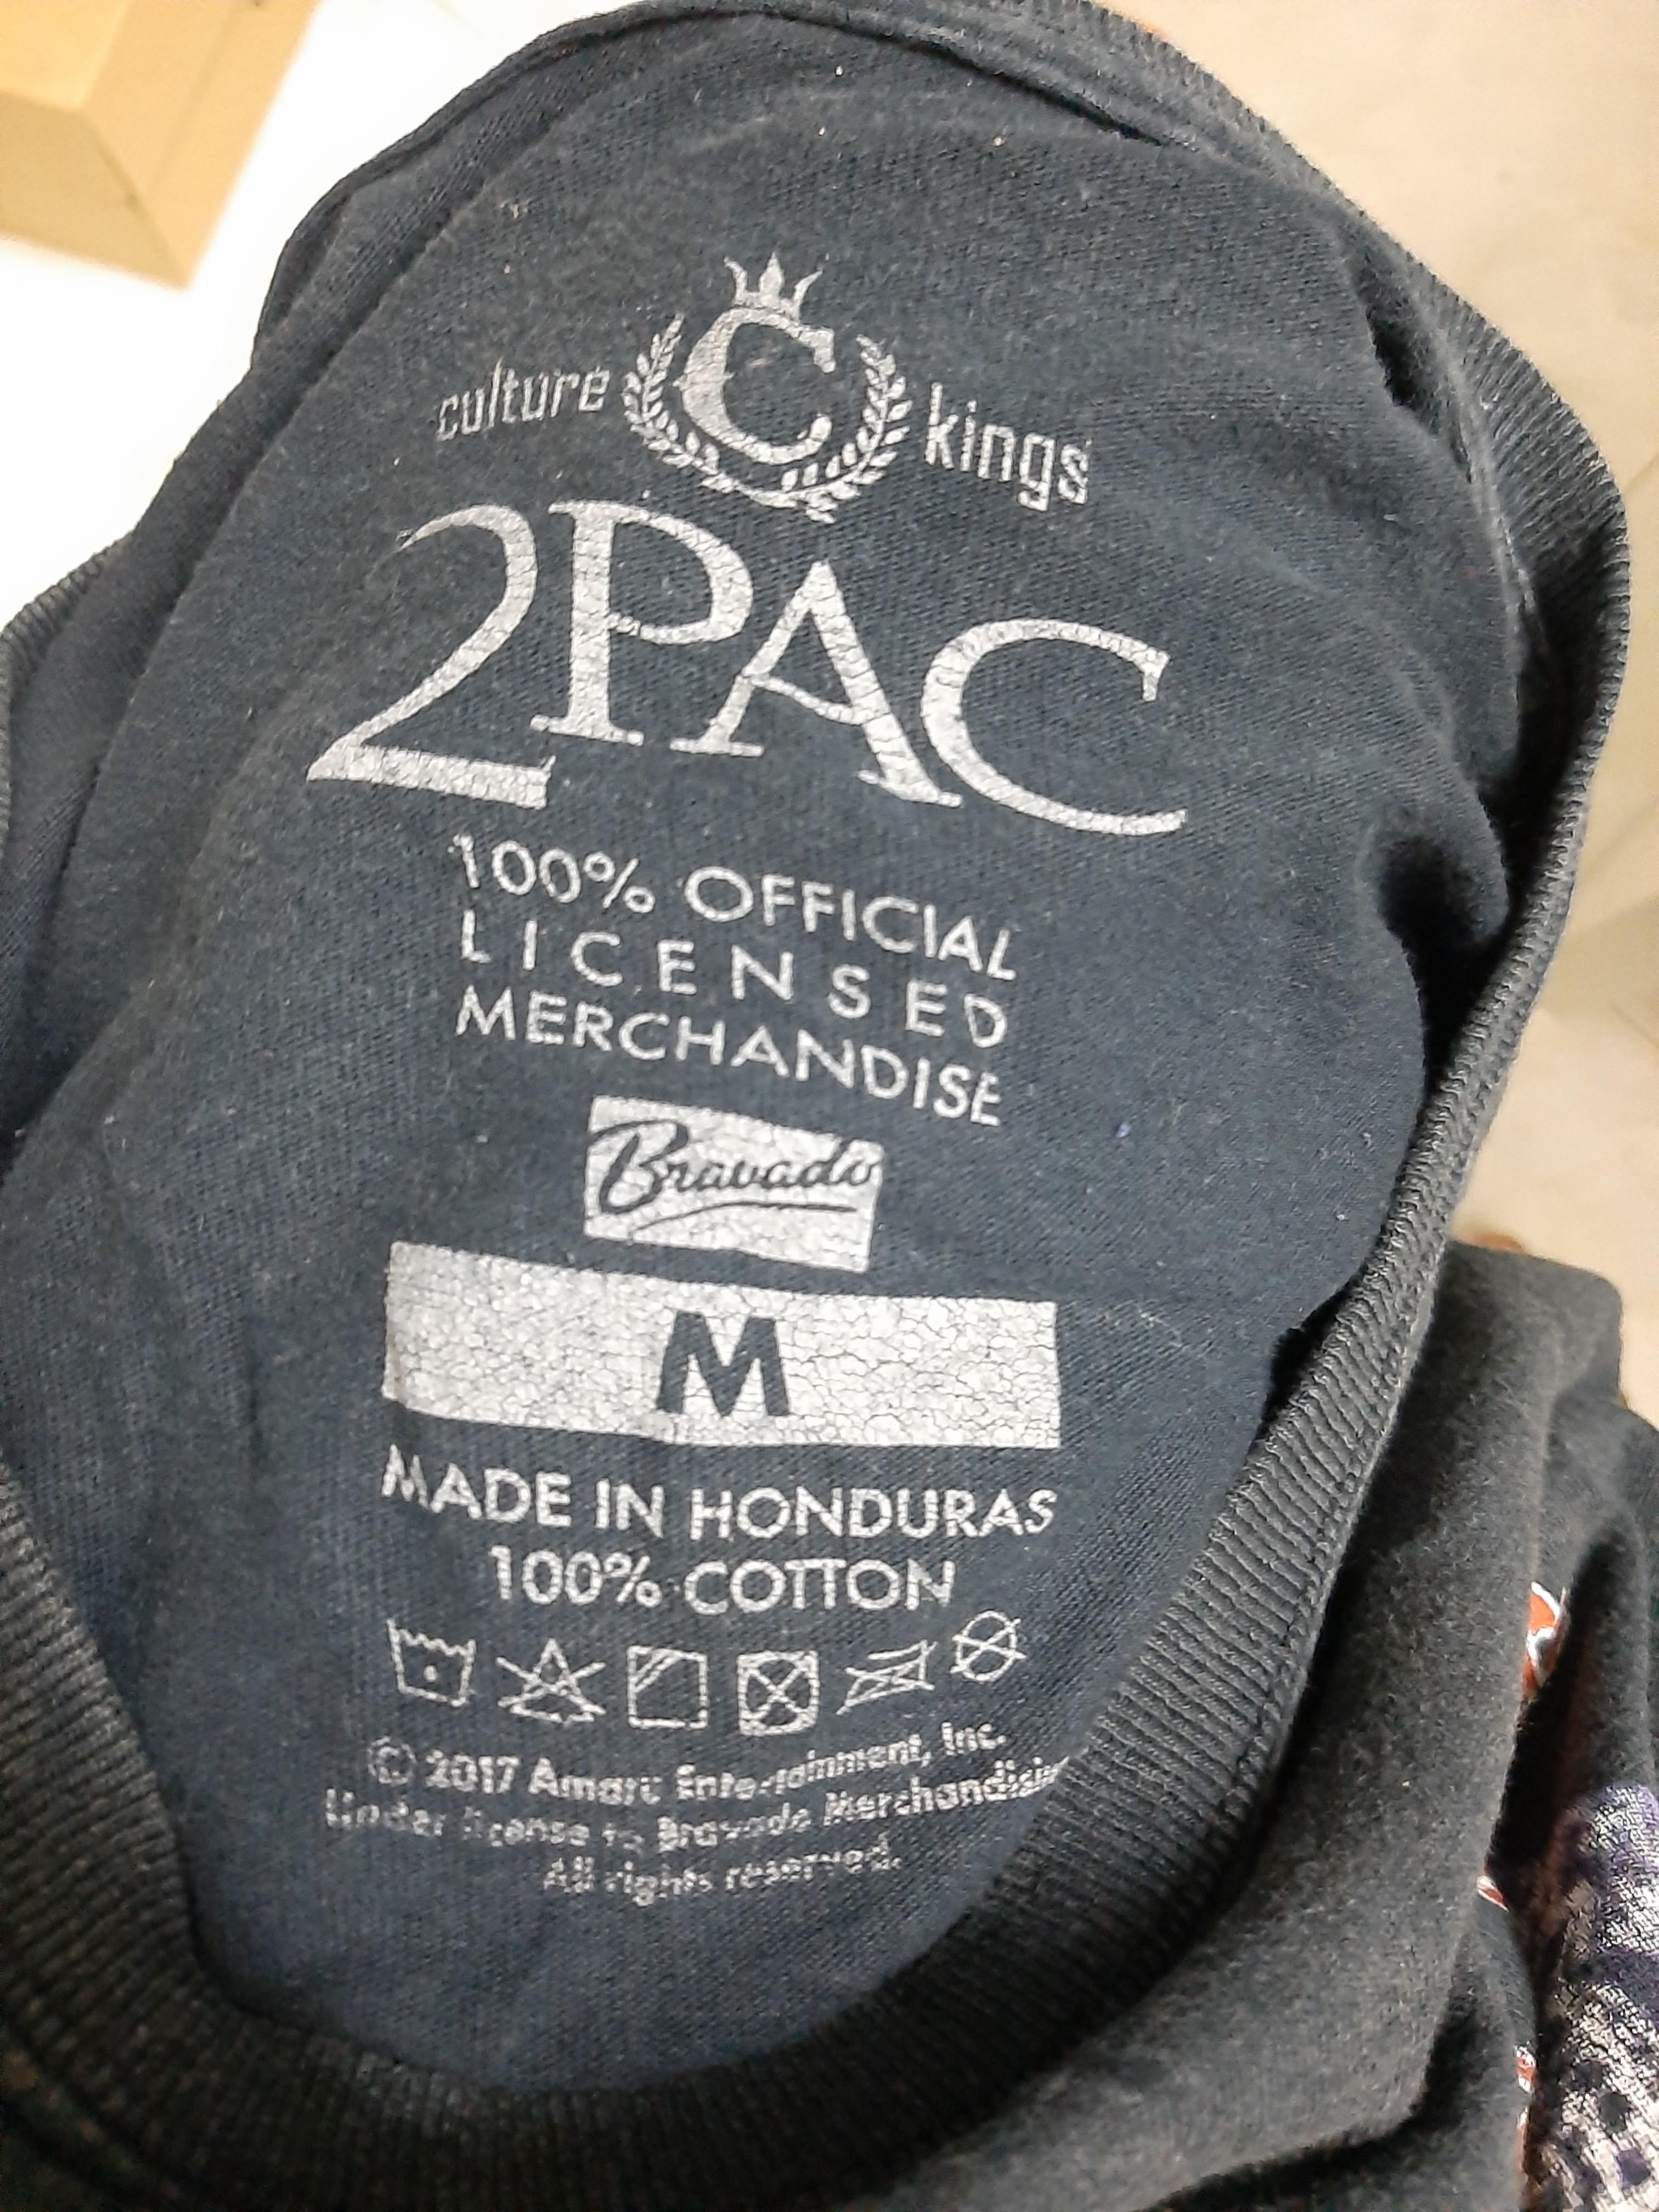 culture C kings
2PAC
100% OFFICIAL
LICENSED
MERCHANDISE
Bravado
M
MADE IN HONDURAS
100% COTTON
© 2017 Amaru Entertainment, Inc.
Under license to Bravado Merchandising
All rights reserved.